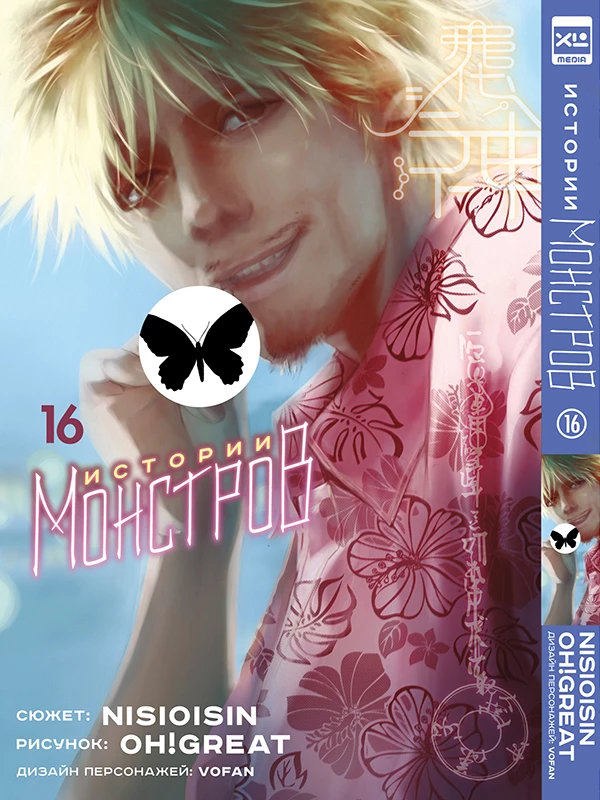 16
ИСТОРИИ
МОНСТРОВ
СЮЖЕТ: NISIOISIN
РИСУНОК: OH!GREAT
ДИЗАЙН ПЕРСОНАЖЕЙ: VOFAN
XL
MEDIA
ИСТОРИИ
МОНСТРОВ
16
NISIOISIN
OH!GREAT
ДИЗАЙН ПЕРСОНАЖЕЙ: VOFAN